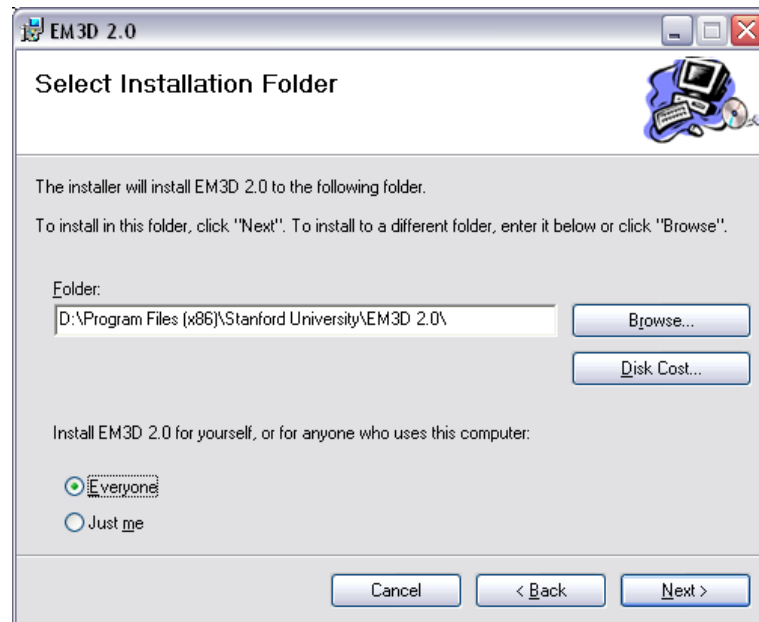 EM3D 2.0
Select Installation Folder
The installer will install EM3D 2.0 to the following folder.
To install in this folder, click "Next". To install to a different folder, enter it below or click "Browse".
Folder:
D:\Program Files (x86)\Stanford University\EM3D 2.0\
Browse...
Disk Cost...
Install EM3D 2.0 for yourself, or for anyone who uses this computer:
Everyone
Just me
Cancel
< Back
Next >